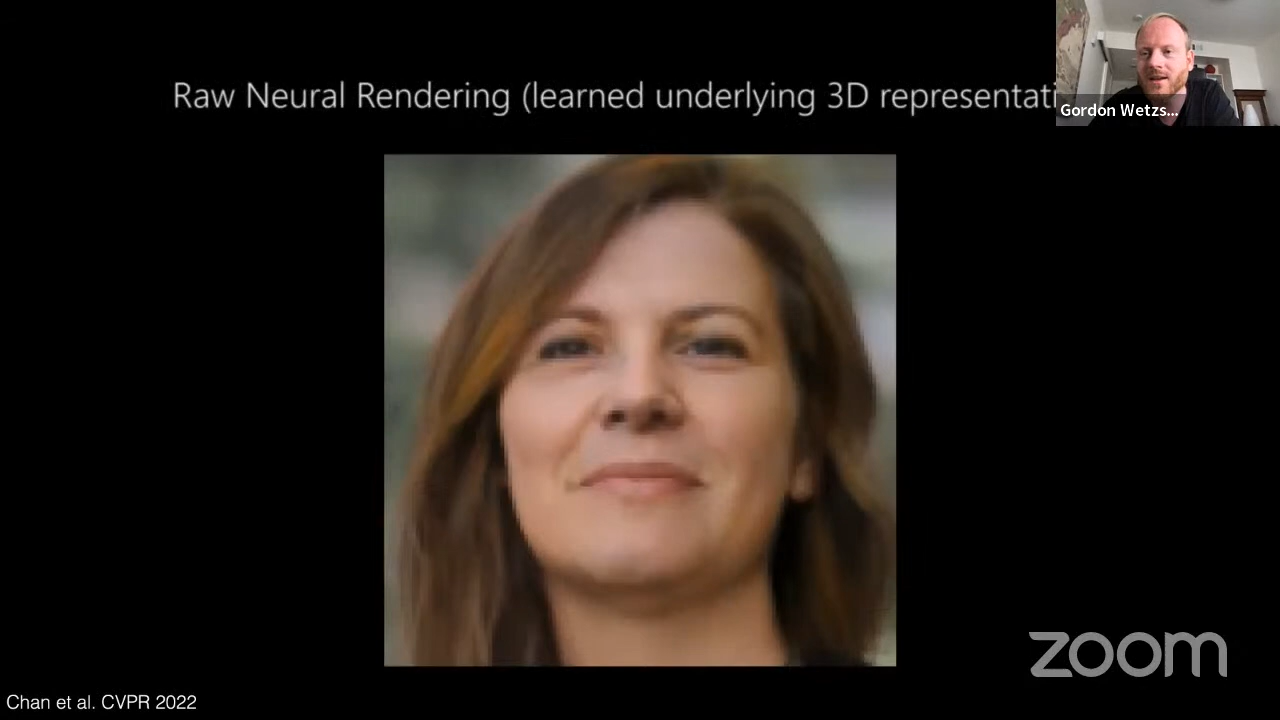 Raw Neural Rendering (learned underlying 3D representati
Gordon Wetzs...
zoom
Chan et al. CVPR 2022